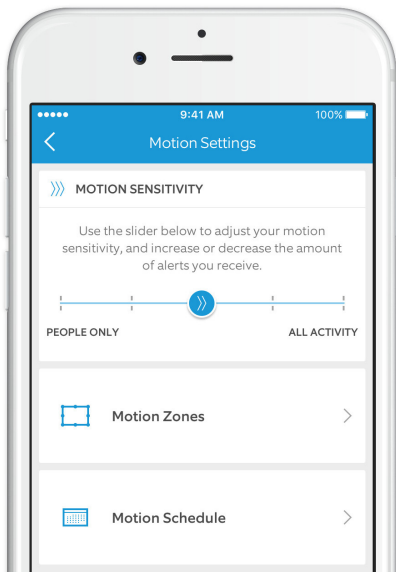 9:41 AM
100%
Motion Settings
MOTION SENSITIVITY
Use the slider below to adjust your motion
sensitivity, and increase or decrease the amount
of alerts you receive.
PEOPLE ONLY
ALL ACTIVITY
Motion Zones
Motion Schedule